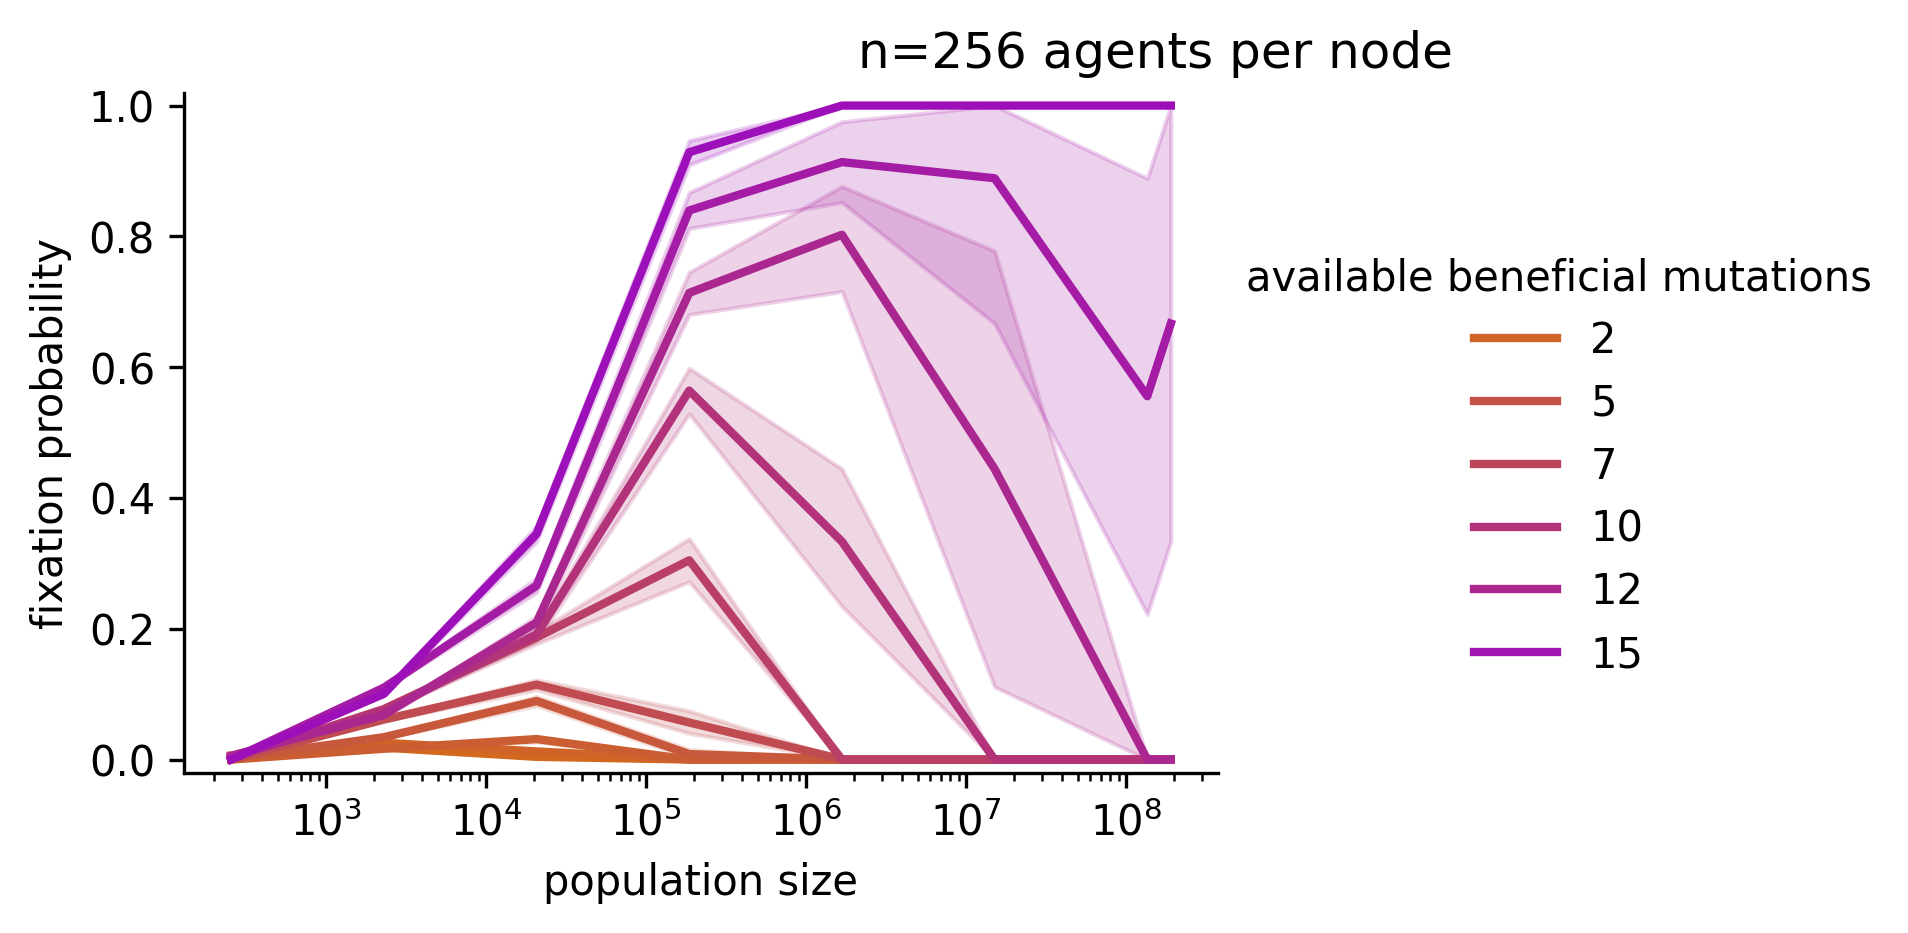 n=256 agents per node
fixation probability
1.0
0.8
0.6
0.4
0.2
0.0
10³ 10⁴ 10⁵ 10⁶ 10⁷ 10⁸
population size
available beneficial mutations
2
5
7
10
12
15